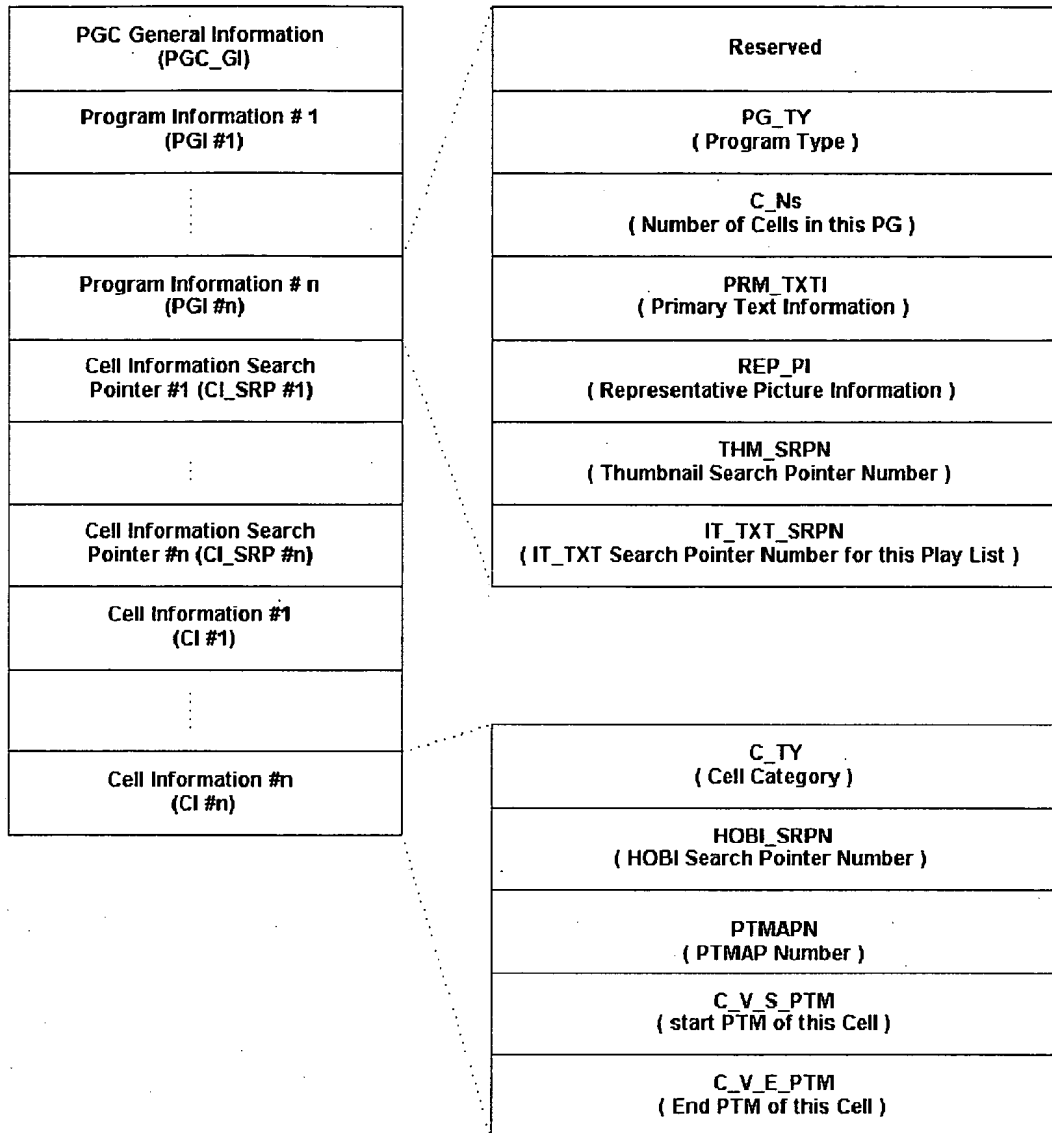 PGC General Information
(PGC_GI)
Program Information # 1
(PGI #1)
Program Information # n
(PGI #n)
Cell Information Search
Pointer #1 (CI_SRP #1)
Cell Information Search
Pointer #n (CI_SRP #n)
Cell Information #1
(CI #1)
Cell Information #n
(CI #n)
Reserved
PG_TY
( Program Type )
C_Ns
( Number of Cells in this PG )
PRM_TXTI
( Primary Text Information )
REP_PI
( Representative Picture Information )
THM_SRPN
( Thumbnail Search Pointer Number )
IT_TXT_SRPN
( IT_TXT Search Pointer Number for this Play List )
C_TY
( Cell Category )
HOBI_SRPN
( HOBI Search Pointer Number )
PTMAPN
( PTMAP Number )
C_V_S_PTM
( start PTM of this Cell )
C_V_E_PTM
( End PTM of this Cell )